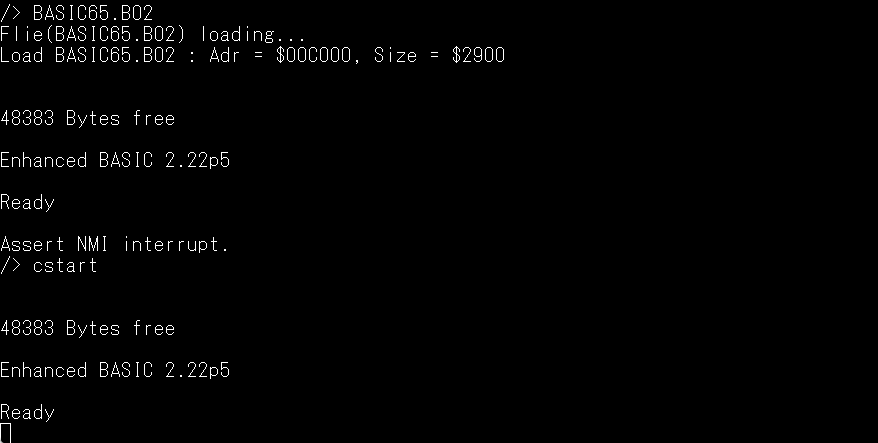 /> BASIC65.B02
Flie(BASIC65.B02) loading...
Load BASIC65.B02 : Adr = $00C000, Size = $2900
48383 Bytes free
Enhanced BASIC 2.22p5
Ready
Assert NMI interrupt.
/> cstart
48383 Bytes free
Enhanced BASIC 2.22p5
Ready